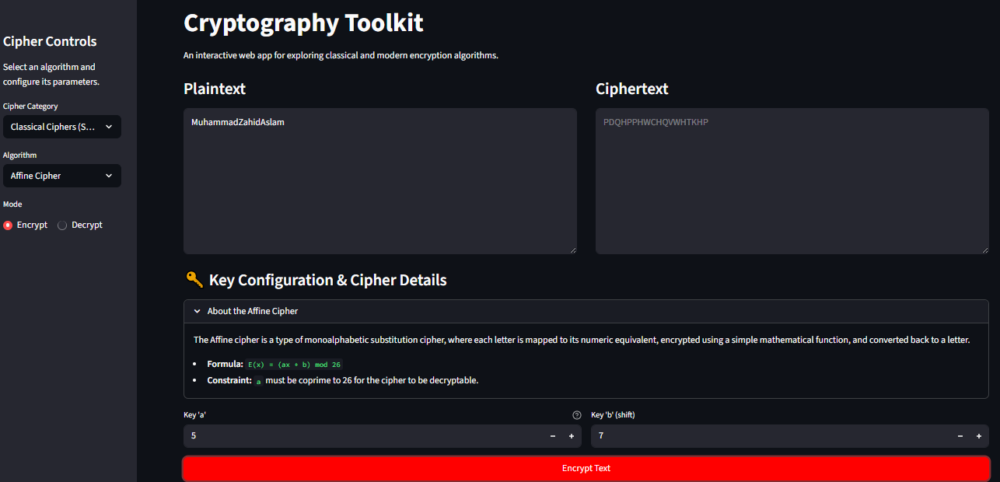 Cipher Controls
Select an algorithm and
configure its parameters.
Cipher Category
Classical Ciphers (S...
Algorithm
Affine Cipher
Mode
Encrypt Decrypt
Cryptography Toolkit
An interactive web app for exploring classical and modern encryption algorithms.
Plaintext
MuhammadZahidAslam
Ciphertext
PDQHPPHWCHQVWHTKHP
Key Configuration & Cipher Details
About the Affine Cipher
The Affine cipher is a type of monoalphabetic substitution cipher, where each letter is mapped to its numeric equivalent, encrypted using a simple mathematical function, and converted back to a letter.
• Formula: E(x) = (ax + b) mod 26
• Constraint: a must be coprime to 26 for the cipher to be decryptable.
Key 'a'
5
Key 'b' (shift)
7
Encrypt Text